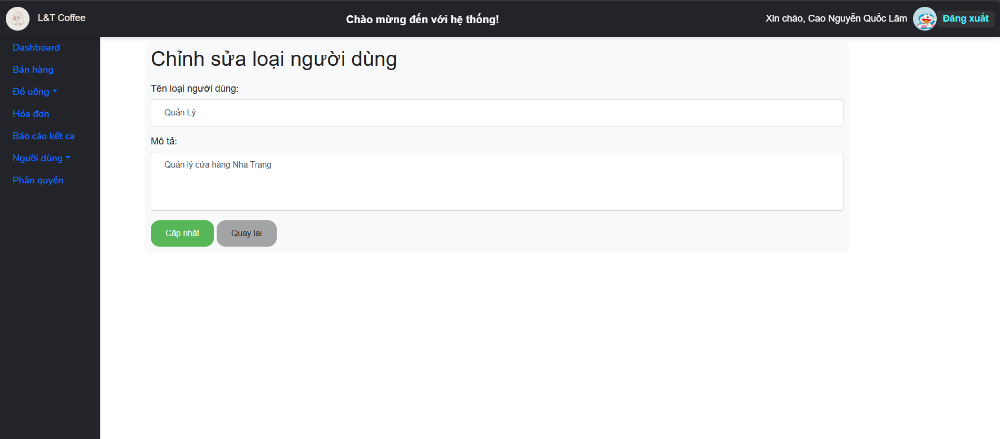 L&T Coffee
Chào mừng đến với hệ thống!
Xin chào, Cao Nguyễn Quốc Lâm
Đăng xuất
Dashboard
Bán hàng
Đồ uống
Hóa đơn
Báo cáo kết ca
Người dùng
Phân quyền
Chỉnh sửa loại người dùng
Tên loại người dùng:
Quản Lý
Mô tả:
Quản lý cửa hàng Nha Trang
Cập nhật
Quay lại